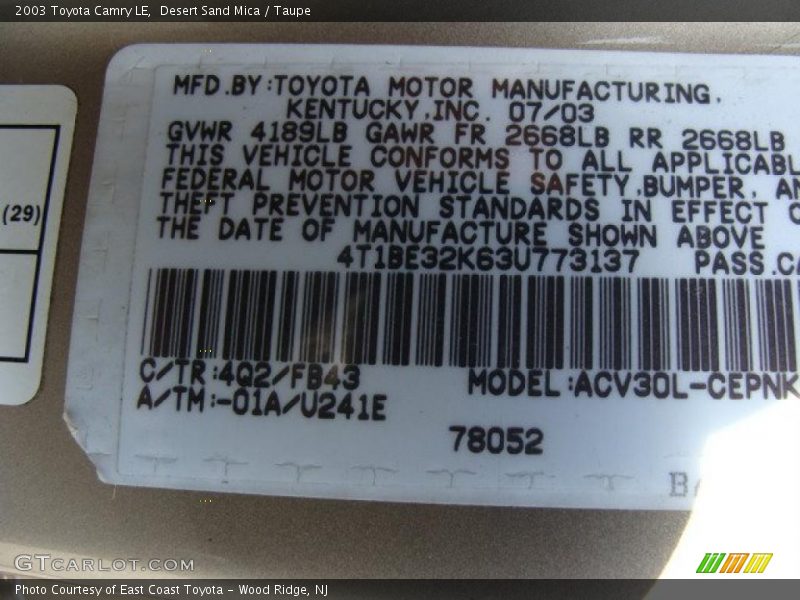 2003 Toyota Camry LE,  Desert Sand Mica / Taupe
MFD.BY:TOYOTA MOTOR MANUFACTURING,
KENTUCKY,INC. 07/03
GVWR 4189LB GAWR FR 2668LB RR 2668LB
THIS VEHICLE CONFORMS TO ALL APPLICABL
FEDERAL MOTOR VEHICLE SAFETY,BUMPER, AN
(29)
THEFT PREVENTION STANDARDS IN EFFECT O
THE DATE OF MANUFACTURE SHOWN ABOVE
4T1BE32K63U773137 PASS.CA
C/TR:4Q2/FB43 MODEL:ACV30L-CEPNK
A/TM:-01A/U241E
78052
GTCARLOT.COM
Photo Courtesy of East Coast Toyota - Wood Ridge, NJ